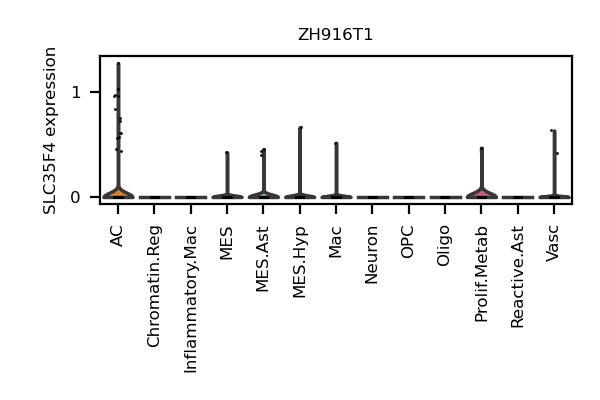 ZH916T1
SLC35F4 expression
1
0
AC
Chromatin.Reg
Inflammatory.Mac
MES
MES.Ast
MES.Hyp
Mac
Neuron
OPC
Oligo
Prolif.Metab
Reactive.Ast
Vasc